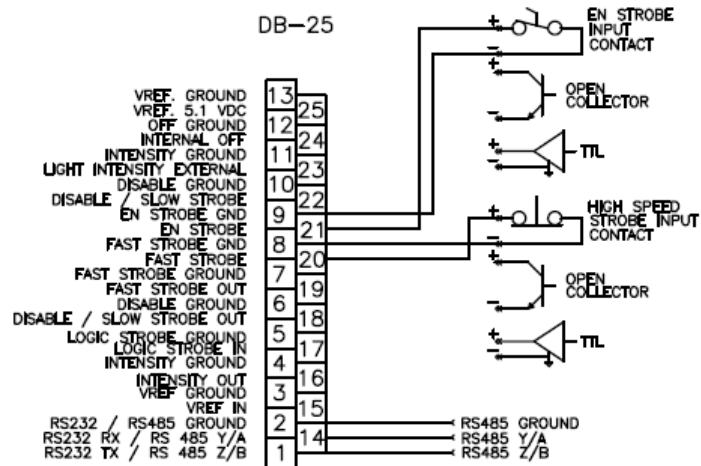 DB-25
VREF. GROUND
VREF. 5.1 VDC
OFF GROUND
INTERNAL OFF
INTENSITY GROUND
LIGHT INTENSITY EXTERNAL
DISABLE GROUND
DISABLE / SLOW STROBE
EN STROBE GND
EN STROBE
FAST STROBE GND
FAST STROBE
FAST STROBE GROUND
FAST STROBE OUT
DISABLE GROUND
DISABLE / SLOW STROBE OUT
LOGIC STROBE GROUND
LOGIC STROBE IN
INTENSITY GROUND
INTENSITY OUT
VREF GROUND
VREF IN
RS232 / RS485 GROUND
RS232 RX / RS 485 Y/A
RS232 TX / RS 485 Z/B
13
25
12
24
11
23
10
22
9
21
8
20
7
19
6
18
5
17
4
16
3
15
2
14
1
+
-
EN STROBE
INPUT
CONTACT
+
-
OPEN
COLLECTOR
+
-
TTL
+
-
HIGH SPEED
STROBE INPUT
CONTACT
+
-
OPEN
COLLECTOR
+
-
TTL
RS485 GROUND
RS485 Y/A
RS485 Z/B